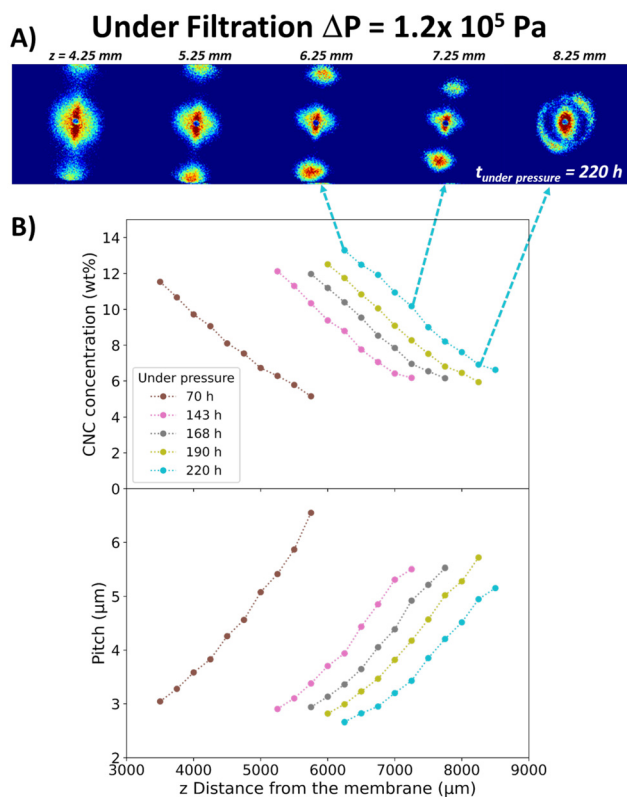 Under Filtration ΔP = 1.2x 10⁵ Pa
A)
z = 4.25 mm 5.25 mm 6.25 mm 7.25 mm 8.25 mm
t_under pressure = 220 h
B)
14
12
10
8
6
4
2
0
CNC concentration (wt%)
Under pressure
70 h
143 h
168 h
190 h
220 h
6
5
4
3
2
Pitch (μm)
3000 4000 5000 6000 7000 8000 9000
z Distance from the membrane (μm)